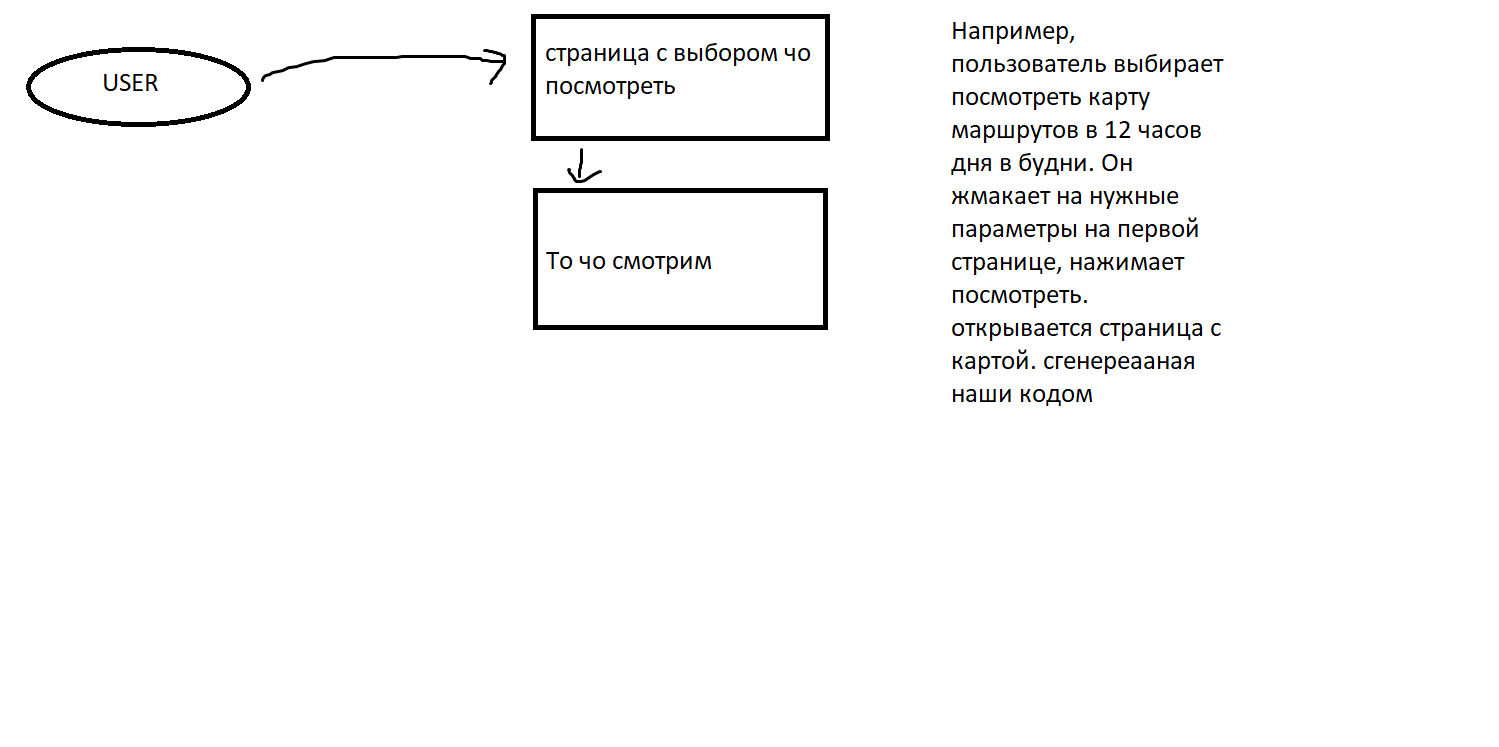 USER
страница с выбором чо
посмотреть
То чо смотрим
Например,
пользователь выбирает
посмотреть карту
маршрутов в 12 часов
дня в будни. Он
жмакает на нужные
параметры на первой
странице, нажимает
посмотреть.
открывается страница с
картой. сгенереааная
наши кодом